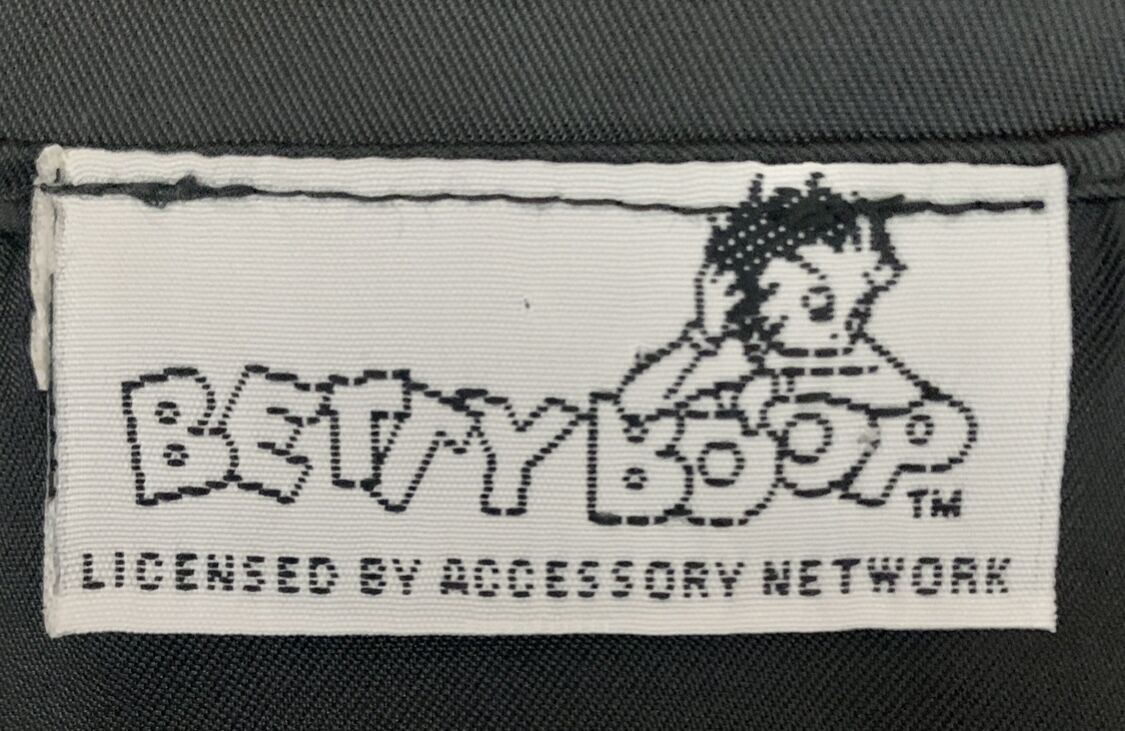 BETTY BOOP
TM
LICENSED BY ACCESSORY NETWORK